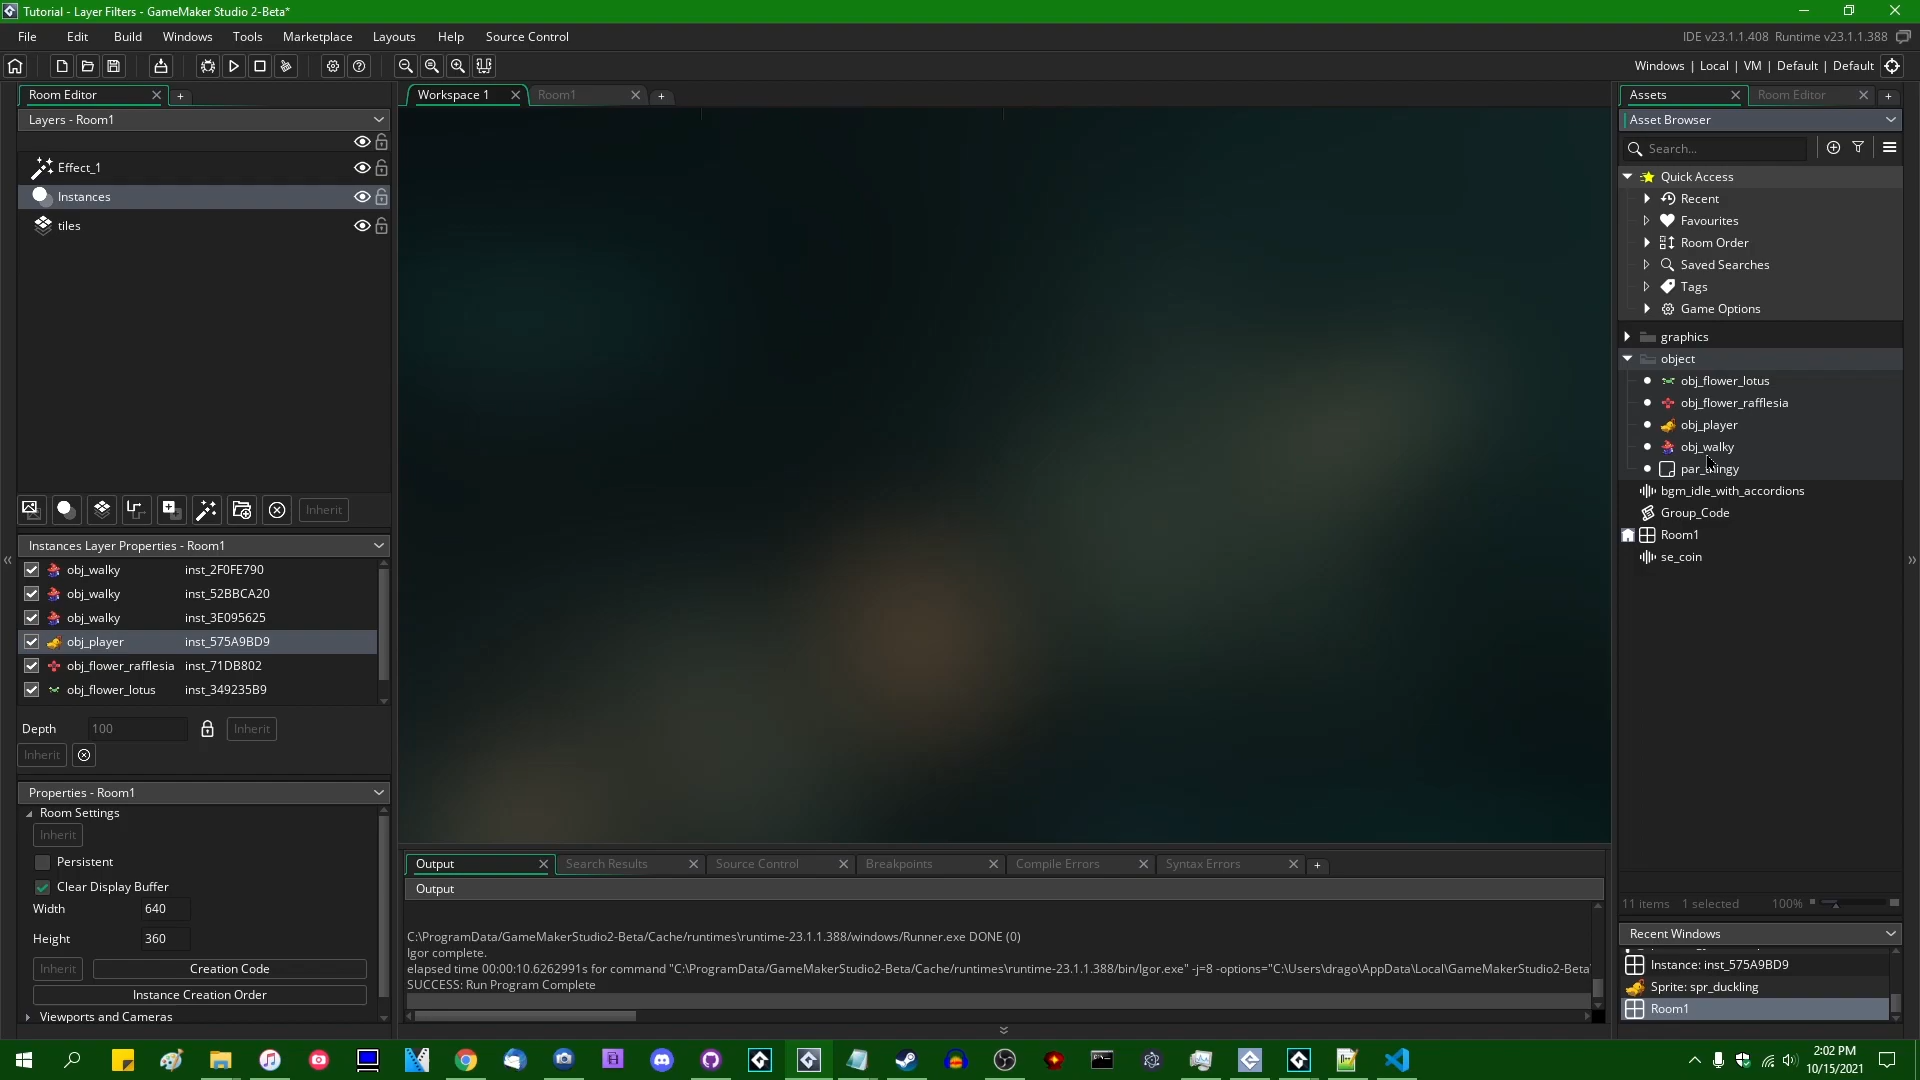 Tutorial - Layer Filters - GameMaker Studio 2-Beta*
File Edit Build Windows Tools Marketplace Layouts Help Source Control
IDE v23.1.1.408 Runtime v23.1.1.388
Windows | Local | VM | Default | Default
Room Editor
Workspace 1
Room1
Assets
Room Editor
Layers - Room1
Effect_1
Instances
tiles
Inherit
Instances Layer Properties - Room1
obj_walky inst_2F0FE790
obj_walky inst_52BBCA20
obj_walky inst_3E095625
obj_player inst_575A9BD9
obj_flower_rafflesia inst_71DB802
obj_flower_lotus inst_349235B9
Depth 100 Inherit
Inherit
Properties - Room1
Room Settings
Inherit
Persistent
Clear Display Buffer
Width 640
Height 360
Inherit Creation Code
Instance Creation Order
Viewports and Cameras
Output
Search Results
Source Control
Breakpoints
Compile Errors
Syntax Errors
Output
C:\ProgramData/GameMakerStudio2-Beta/Cache/runtimes\runtime-23.1.1.388/windows/Runner.exe DONE (0)
Igor complete.
elapsed time 00:00:10.6262991s for command "C:\ProgramData/GameMakerStudio2-Beta/Cache/runtimes\runtime-23.1.1.388/bin/Igor.exe" -j=8 -options="C:\Users\drago\AppData\Local\GameMakerStudio2-Beta
SUCCESS: Run Program Complete
Asset Browser
Search...
Quick Access
Recent
Favourites
Room Order
Saved Searches
Tags
Game Options
graphics
object
obj_flower_lotus
obj_flower_rafflesia
obj_player
obj_walky
bgm_idle_with_accordions
Group_Code
Room1
se_coin
11 items 1 selected 100%
Recent Windows
Instance: inst_575A9BD9
Sprite: spr_duckling
Room1
2:02 PM
10/15/2021